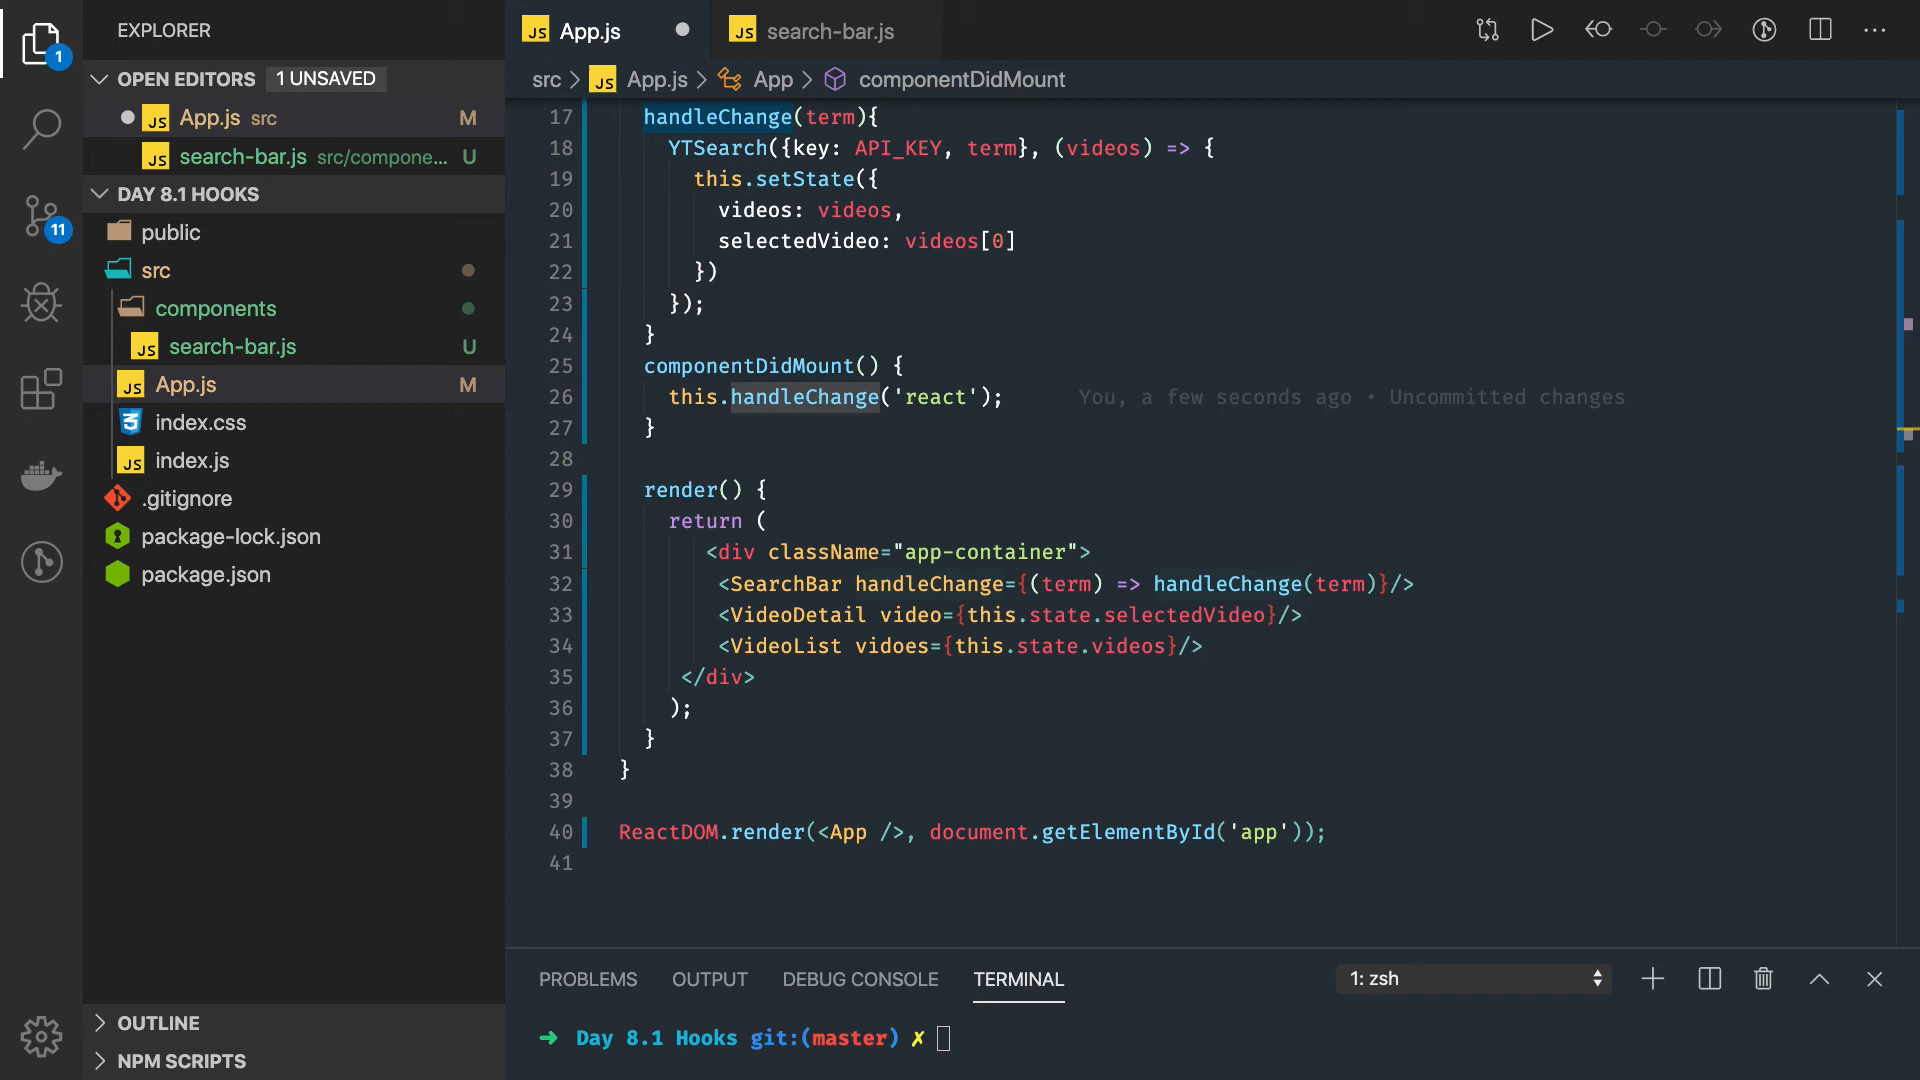 EXPLORER
OPEN EDITORS 1 UNSAVED
JS App.js src M
JS search-bar.js src/compone... U
DAY 8.1 HOOKS
public
src
components
JS search-bar.js U
JS App.js M
index.css
JS index.js
.gitignore
package-lock.json
package.json
OUTLINE
NPM SCRIPTS
1
11
JS App.js
JS search-bar.js
src > JS App.js > App > componentDidMount
17 handleChange(term){
18 YTSearch({key: API_KEY, term}, (videos) => {
19 this.setState({
20 videos: videos,
21 selectedVideo: videos[0]
22 })
23 });
24 }
25 componentDidMount() {
26 this.handleChange('react'); You, a few seconds ago • Uncommitted changes
27 }
28
29 render() {
30 return (
31 <div className="app-container">
32 <SearchBar handleChange={(term) => handleChange(term)}/>
33 <VideoDetail video={this.state.selectedVideo}/>
34 <VideoList vidoes={this.state.videos}/>
35 </div>
36 );
37 }
38 }
39
40 ReactDOM.render(<App />, document.getElementById('app'));
41
PROBLEMS OUTPUT DEBUG CONSOLE TERMINAL 1: zsh
➜ Day 8.1 Hooks git:(master) ✗